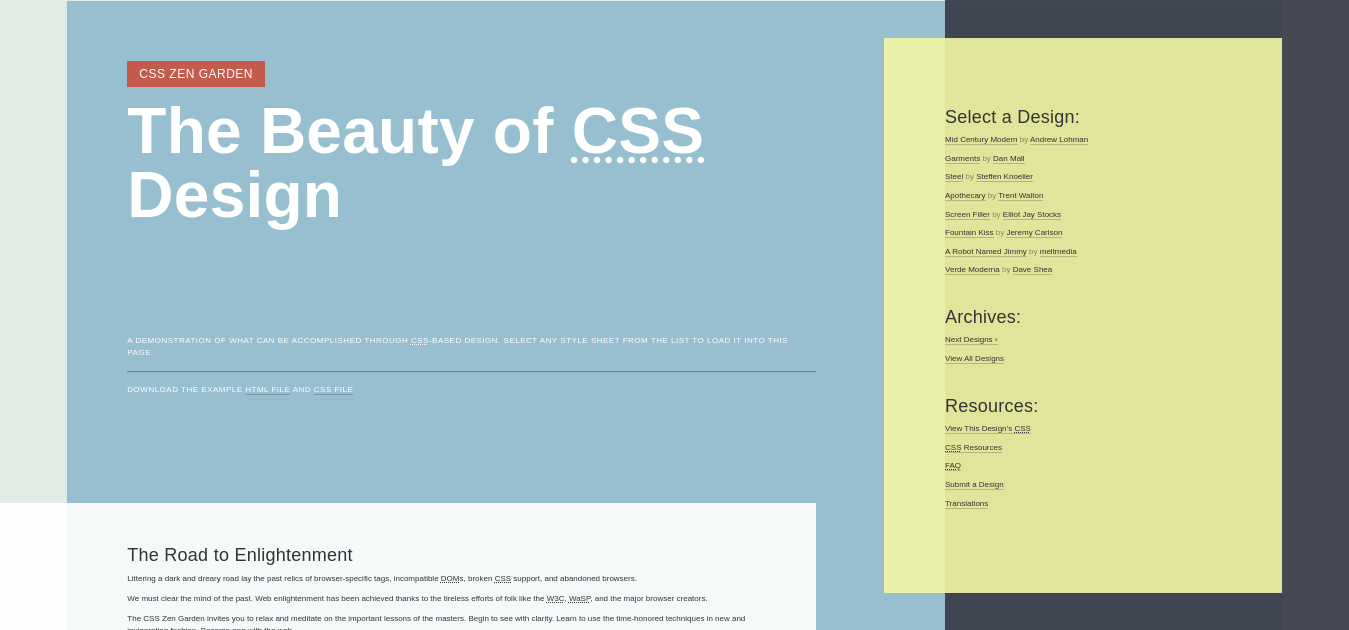 CSS ZEN GARDEN
The Beauty of CSS
Design
A DEMONSTRATION OF WHAT CAN BE ACCOMPLISHED THROUGH CSS-BASED DESIGN. SELECT ANY STYLE SHEET FROM THE LIST TO LOAD IT INTO THIS
PAGE.
DOWNLOAD THE EXAMPLE HTML FILE AND CSS FILE
The Road to Enlightenment
Littering a dark and dreary road lay the past relics of browser-specific tags, incompatible DOMs, broken CSS support, and abandoned browsers.
We must clear the mind of the past. Web enlightenment has been achieved thanks to the tireless efforts of folk like the W3C, WaSP, and the major browser creators.
The CSS Zen Garden invites you to relax and meditate on the important lessons of the masters. Begin to see with clarity. Learn to use the time-honored techniques in new and
invigorating fashion. Become one with the web.
Select a Design:
Mid Century Modern by Andrew Lohman
Garments by Dan Mall
Steel by Steffen Knoeller
Apothecary by Trent Walton
Screen Filler by Elliot Jay Stocks
Fountain Kiss by Jeremy Carlson
A Robot Named Jimmy by meltmedia
Verde Moderna by Dave Shea
Archives:
Next Designs ›
View All Designs
Resources:
View This Design's CSS
CSS Resources
FAQ
Submit a Design
Translations